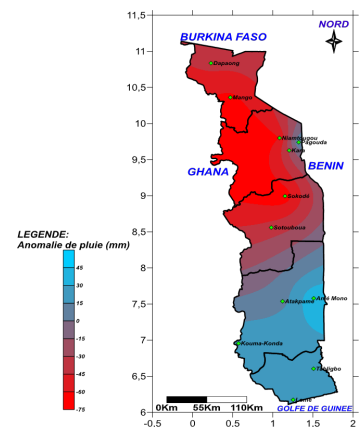 11.5
NORD
BURKINA FASO
11
Dapaong
10.5
Mango
10
Niamtougou
Pagouda
Kara
9.5
BENIN
GHANA
9
Sokodé
8.5
Sotouboua
LEGENDE:
Anomalie de pluie (mm)
45
30
15
0
-15
-30
-45
-60
-75
8
7.5
Atakpamé
Anié Mono
7
Kouma-Konda
6.5
Tabligbo
Lomé
0Km 55Km 110Km
GOLFE DE GUINEE
6
-0.5 0 0.5 1 1.5 2